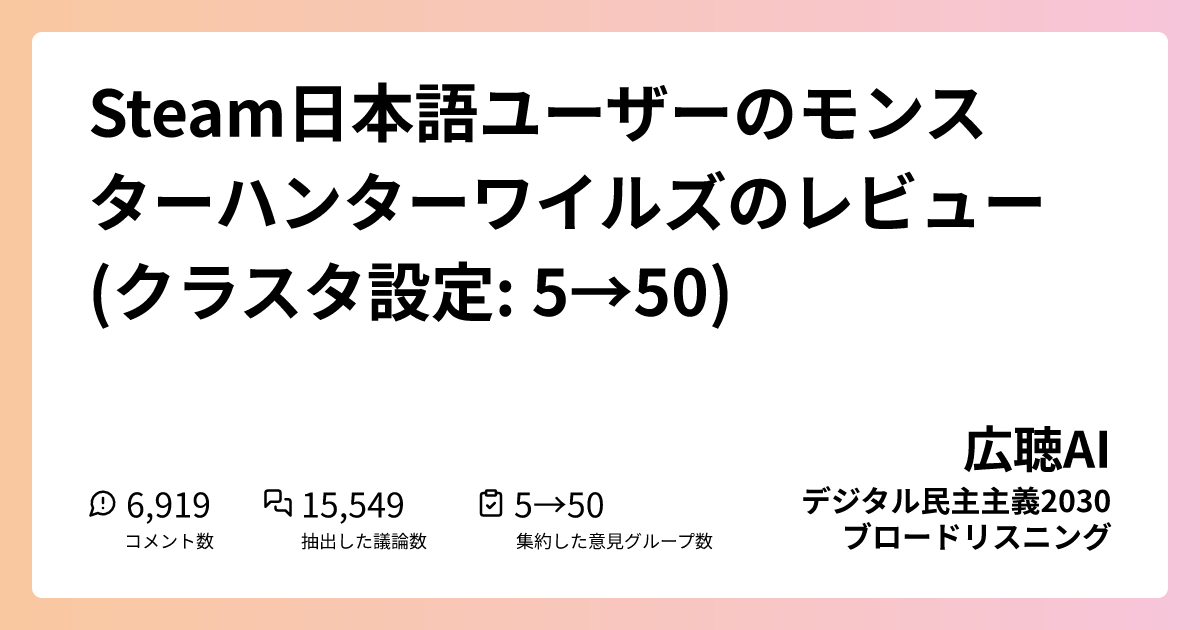 Steam日本語ユーザーのモンス
ターハンターワイルズのレビュー
(クラスタ設定: 5→50)
広聴AI
デジタル民主主義2030
ブロードリスニング
6,919
コメント数
15,549
抽出した議論数
5→50
集約した意見グループ数